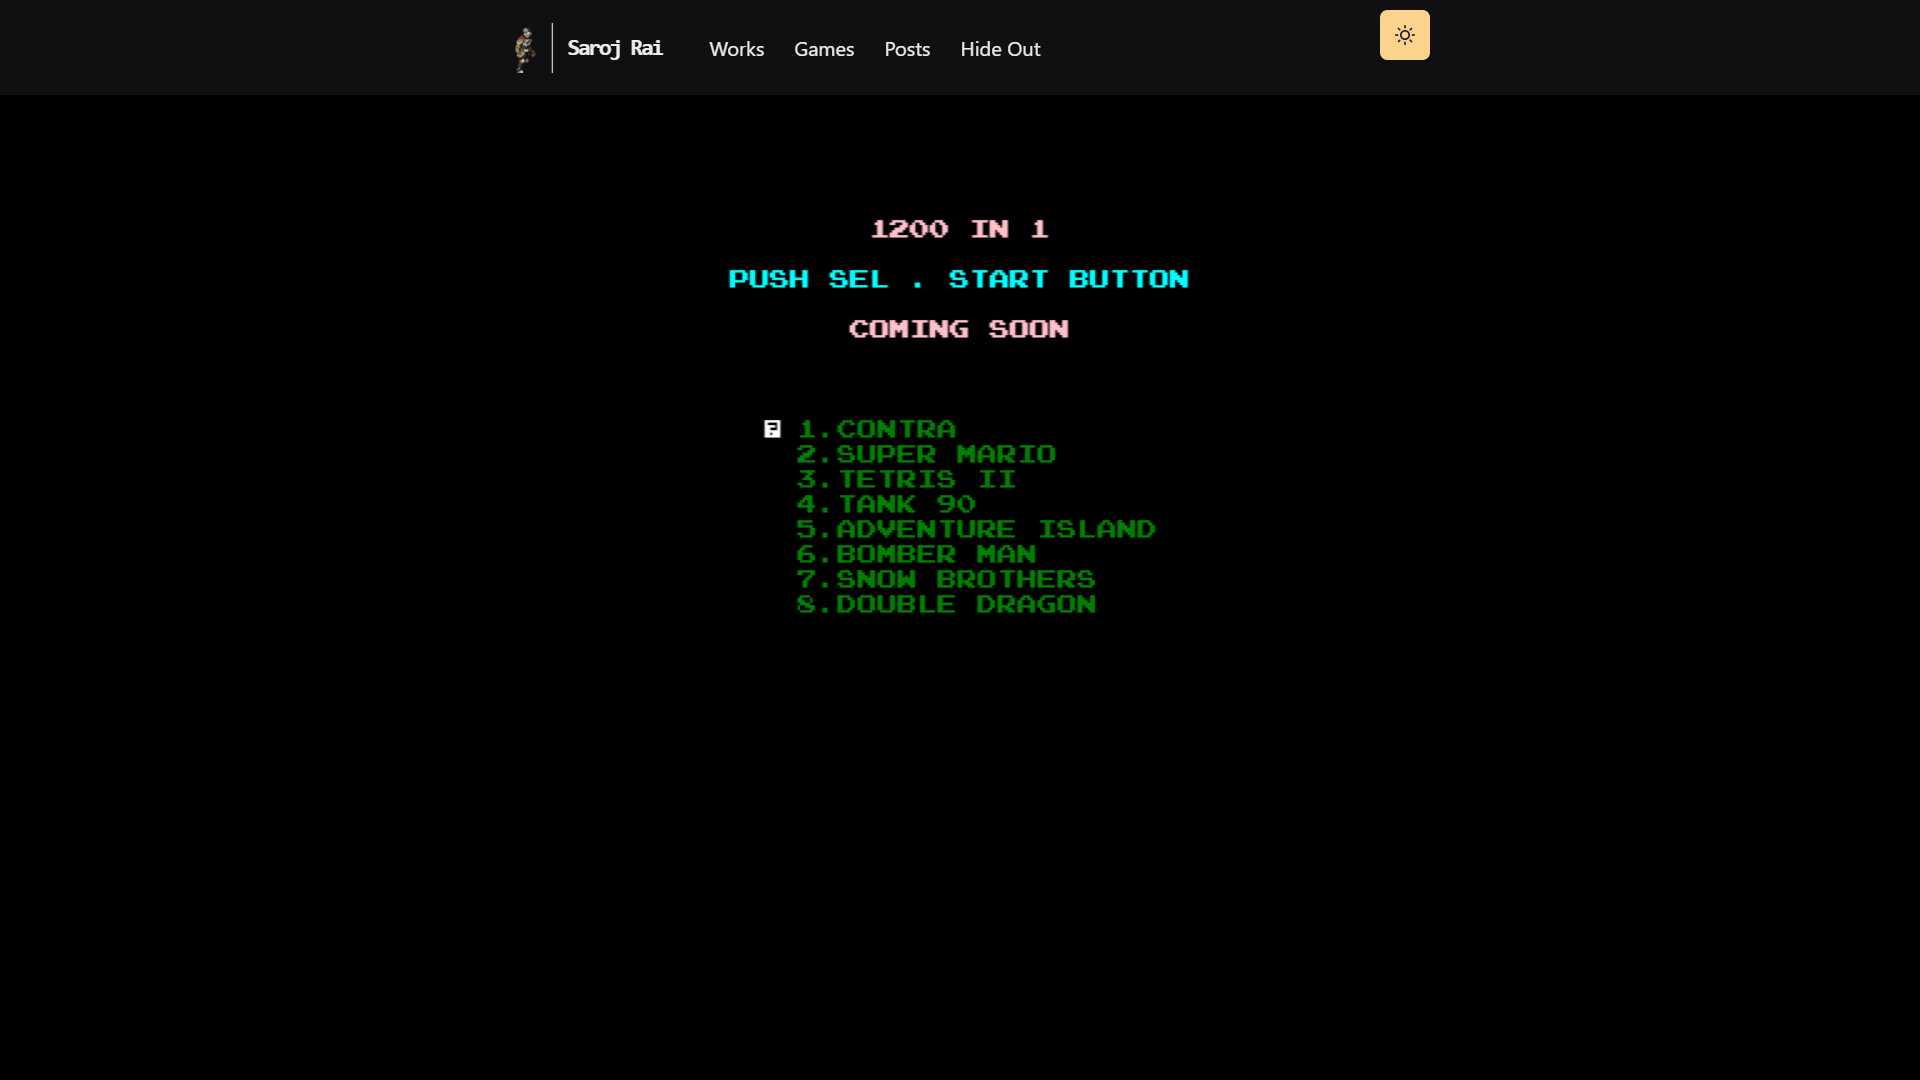 Saroj Rai
Works
Games
Posts
Hide Out
1200 IN 1
PUSH SEL . START BUTTON
COMING SOON
? 1.CONTRA
2.SUPER MARIO
3.TETRIS II
4.TANK 90
5.ADVENTURE ISLAND
6.BOMBER MAN
7.SNOW BROTHERS
8.DOUBLE DRAGON